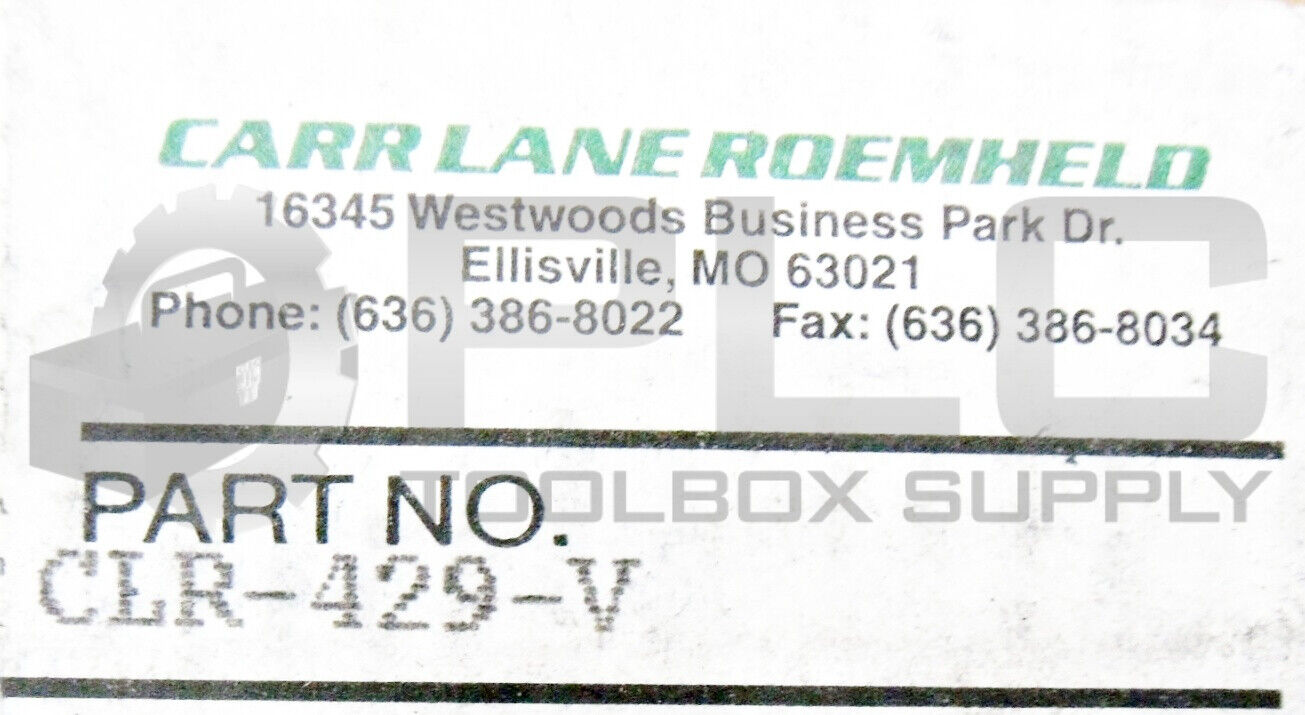 CARR LANE ROEMHELD
16345 Westwoods Business Park Dr.
Ellisville, MO 63021
Phone: (636) 386-8022 Fax: (636) 386-8034
PLC
TOOLBOX SUPPLY
PART NO.
CLR-429-V